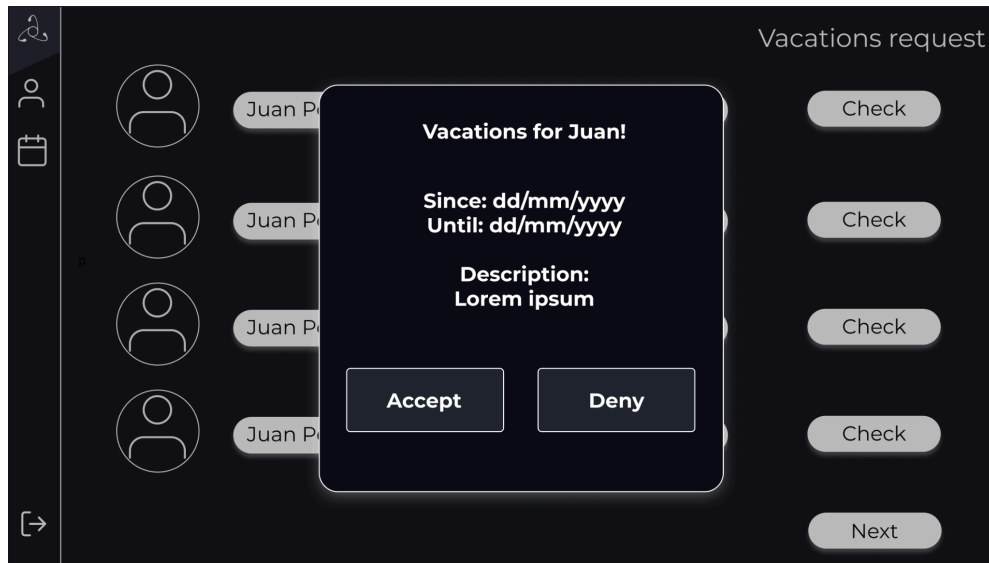 Vacations request
Juan P
Check
Vacations for Juan!
Since: dd/mm/yyyy
Until: dd/mm/yyyy
Description:
Lorem ipsum
Accept
Deny
Juan P
Check
p
Juan P
Check
Juan P
Check
Next